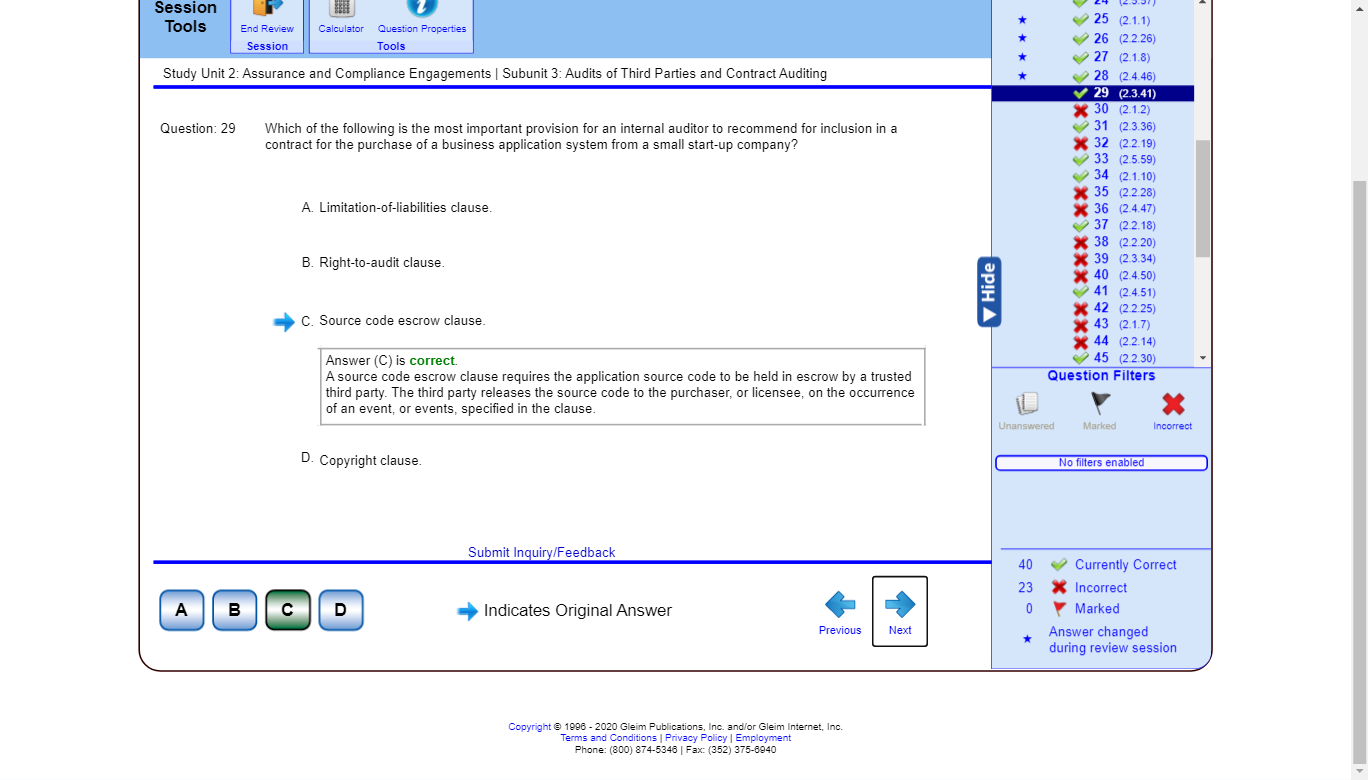 Session
Tools
End Review
Session
Calculator
Question Properties
Tools
Study Unit 2: Assurance and Compliance Engagements | Subunit 3: Audits of Third Parties and Contract Auditing
Question: 29
Which of the following is the most important provision for an internal auditor to recommend for inclusion in a
contract for the purchase of a business application system from a small start-up company?
A. Limitation-of-liabilities clause.
B. Right-to-audit clause.
C. Source code escrow clause.
Answer (C) is correct.
A source code escrow clause requires the application source code to be held in escrow by a trusted
third party. The third party releases the source code to the purchaser, or licensee, on the occurrence
of an event, or events, specified in the clause.
D. Copyright clause.
Submit Inquiry/Feedback
A B C D
Indicates Original Answer
Previous
Next
Hide
24 (2.5.57)
25 (2.1.1)
26 (2.2.26)
27 (2.1.8)
28 (2.4.46)
29 (2.3.41)
30 (2.1.2)
31 (2.3.36)
32 (2.2.19)
33 (2.5.59)
34 (2.1.10)
35 (2.2.28)
36 (2.4.47)
37 (2.2.18)
38 (2.2.20)
39 (2.3.34)
40 (2.4.50)
41 (2.4.51)
42 (2.2.25)
43 (2.1.7)
44 (2.2.14)
45 (2.2.30)
Question Filters
Unanswered
Marked
Incorrect
No filters enabled
40 Currently Correct
23 Incorrect
0 Marked
Answer changed
during review session
Copyright © 1996 - 2020 Gleim Publications, Inc. and/or Gleim Internet, Inc.
Terms and Conditions | Privacy Policy | Employment
Phone: (800) 874-5346 | Fax: (352) 375-6940